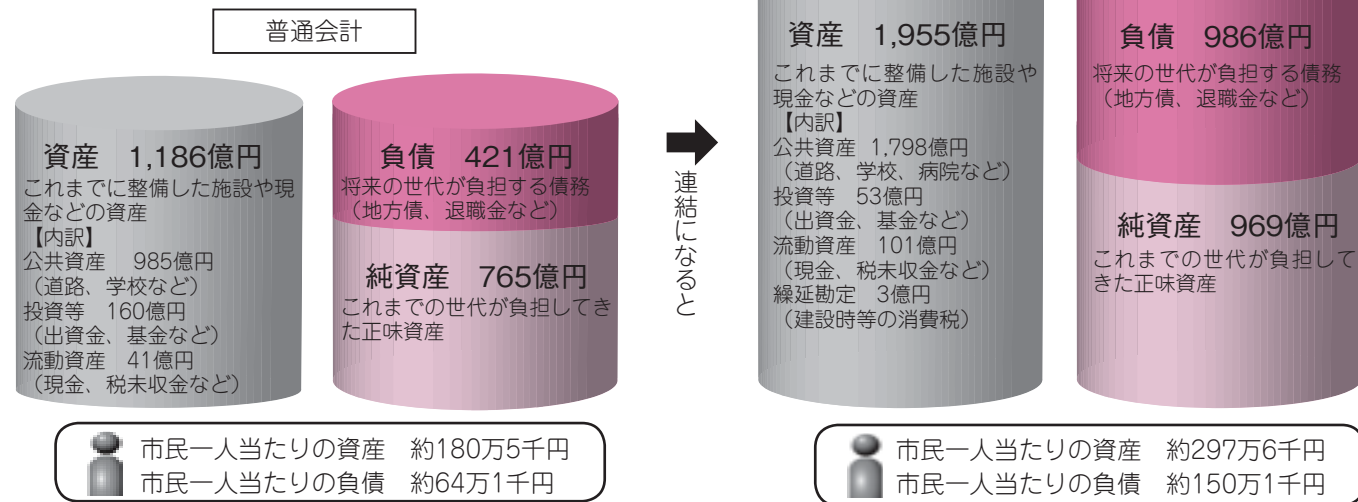 普通会計
資産 1,186億円
これまでに整備した施設や現
金などの資産
【内訳】
公共資産 985億円
(道路、学校など)
投資等 160億円
(出資金、基金など)
流動資産 41億円
(現金、税未収金など)
負債 421億円
将来の世代が負担する債務
(地方債、退職金など)
純資産 765億円
これまでの世代が負担してき
た正味資産
市民一人当たりの資産 約180万5千円
市民一人当たりの負債 約64万1千円
連結になると
資産 1,955億円
これまでに整備した施設や
現金などの資産
【内訳】
公共資産 1,798億円
(道路、学校、病院など)
投資等 53億円
(出資金、基金など)
流動資産 101億円
(現金、税未収金など)
繰延勘定 3億円
(建設時等の消費税)
負債 986億円
将来の世代が負担する債務
(地方債、退職金など)
純資産 969億円
これまでの世代が負担して
きた正味資産
市民一人当たりの資産 約297万6千円
市民一人当たりの負債 約150万1千円